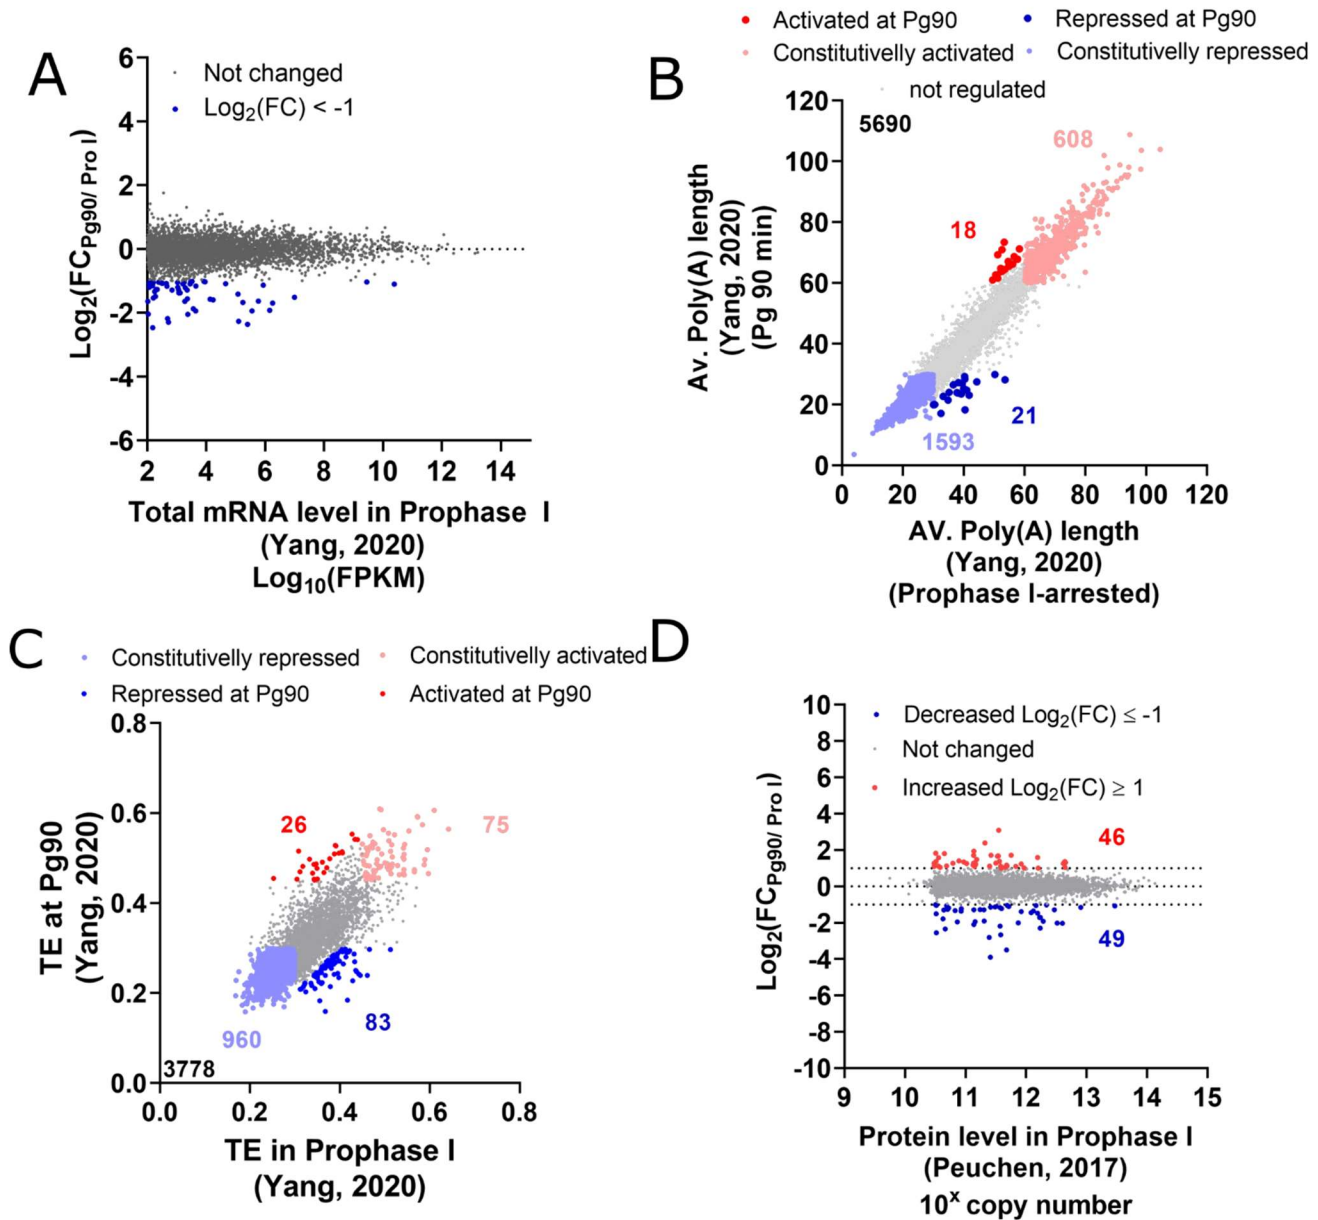 A
6
4
2
0
-2
-4
-6
Not changed
Log2(FC) < -1
Log2(FCPg90/ Pro I)
2 4 6 8 10 12 14
Total mRNA level in Prophase I
(Yang, 2020)
Log10(FPKM)
B
Activated at Pg90
Repressed at Pg90
Constitutivelly activated
Constitutivelly repressed
not regulated
120
100
80
60
40
20
0
5690
608
18
21
1593
Av. Poly(A) length
(Yang, 2020)
(Pg 90 min)
0 20 40 60 80 100 120
AV. Poly(A) length
(Yang, 2020)
(Prophase I-arrested)
C
Constitutivelly repressed
Constitutivelly activated
Repressed at Pg90
Activated at Pg90
0.8
0.6
0.4
0.2
0.0
26
75
83
960
3778
TE at Pg90
(Yang, 2020)
0.0 0.2 0.4 0.6 0.8
TE in Prophase I
(Yang, 2020)
D
10
8
6
4
2
0
-2
-4
-6
-8
-10
Decreased Log2(FC) ≤ -1
Not changed
Increased Log2(FC) ≥ 1
46
49
Log2(FCPg90/ Pro I)
9 10 11 12 13 14 15
Protein level in Prophase I
(Peuchen, 2017)
10x copy number